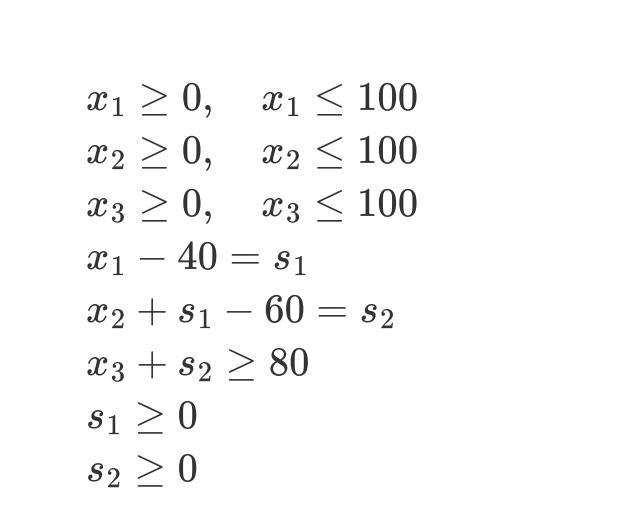 x₁ ≥ 0, x₁ ≤ 100
x₂ ≥ 0, x₂ ≤ 100
x₃ ≥ 0, x₃ ≤ 100
x₁ − 40 = s₁
x₂ + s₁ − 60 = s₂
x₃ + s₂ ≥ 80
s₁ ≥ 0
s₂ ≥ 0